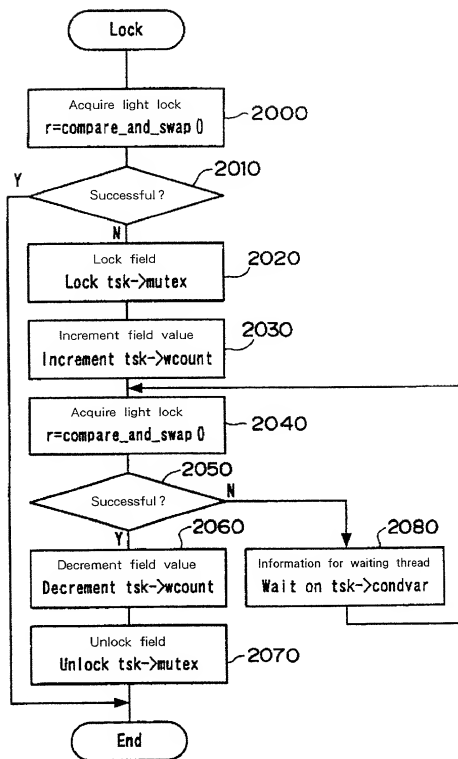 Lock
Acquire light lock
r=compare_and_swap()
2000
2010
Y
Successful?
N
Lock field
Lock tsk->mutex
2020
Increment field value
Increment tsk->wcount
2030
Acquire light lock
r=compare_and_swap()
2040
2050
Successful?
N
Y
2060
2080
Decrement field value
Decrement tsk->wcount
Information for waiting thread
Wait on tsk->condvar
Unlock field
Unlock tsk->mutex
2070
End